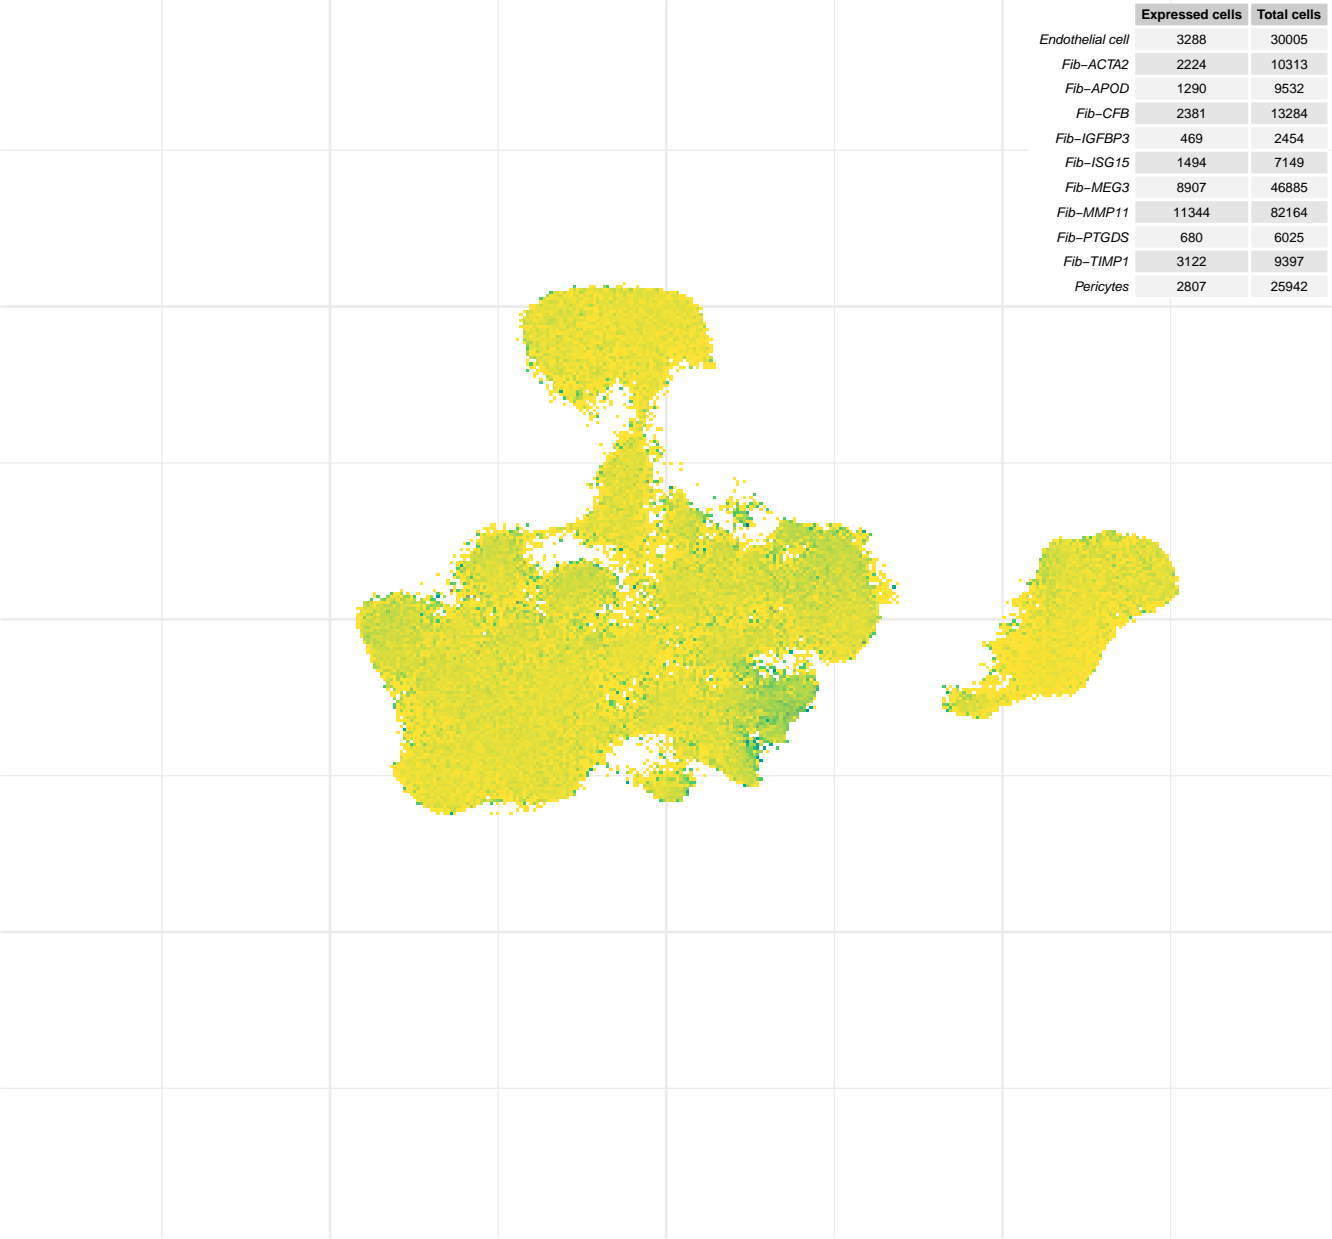 Expressed cells Total cells
Endothelial cell 3288 30005
Fib−ACTA2 2224 10313
Fib−APOD 1290 9532
Fib−CFB 2381 13284
Fib−IGFBP3 469 2454
Fib−ISG15 1494 7149
Fib−MEG3 8907 46885
Fib−MMP11 11344 82164
Fib−PTGDS 680 6025
Fib−TIMP1 3122 9397
Pericytes 2807 25942